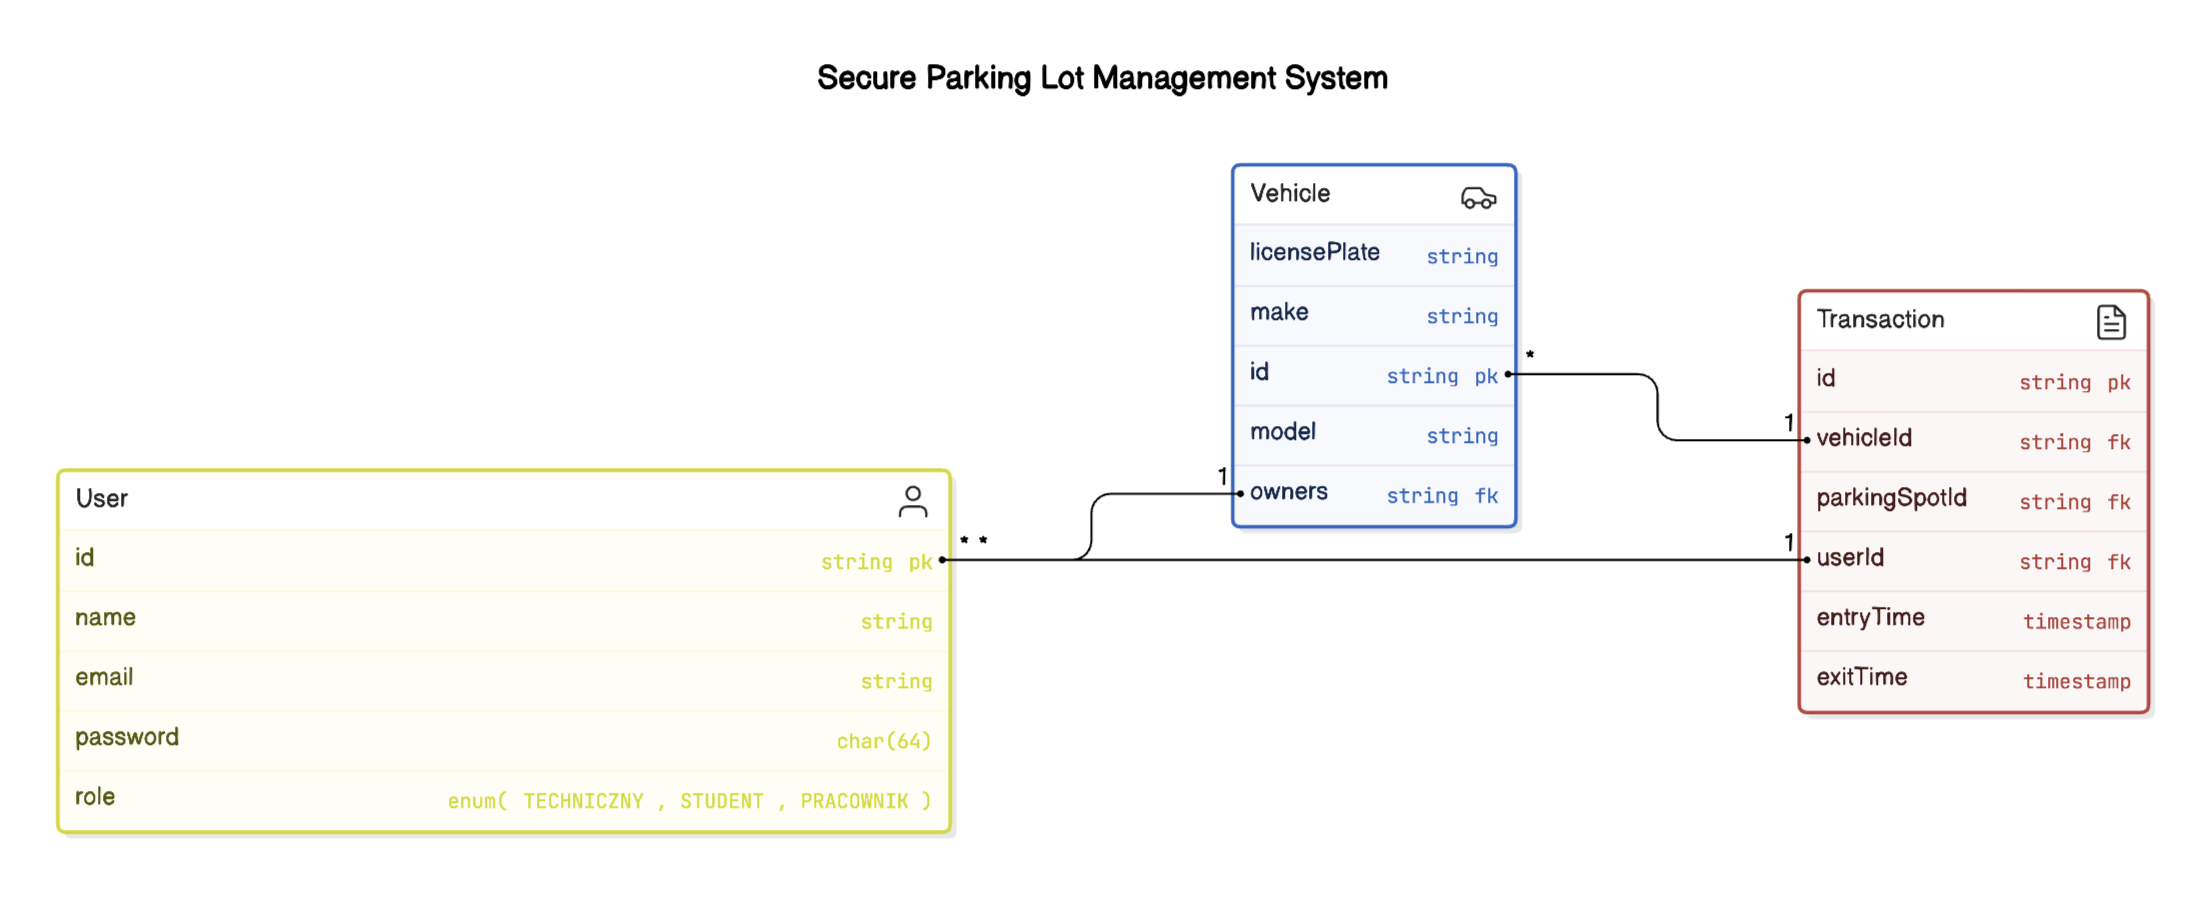 Secure Parking Lot Management System
Vehicle
licensePlate string
make string
id string pk
model string
owners string fk
*
1
1
Transaction
id string pk
vehicleId string fk
parkingSpotId string fk
userId string fk
entryTime timestamp
exitTime timestamp
1
* *
User
id string pk
name string
email string
password char(64)
role enum( TECHNICZNY , STUDENT , PRACOWNIK )